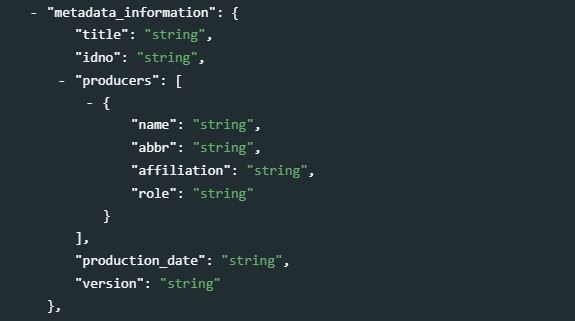 - "metadata_information": {
"title": "string",
"idno": "string",
- "producers": [
- {
"name": "string",
"abbr": "string",
"affiliation": "string",
"role": "string"
}
],
"production_date": "string",
"version": "string"
},